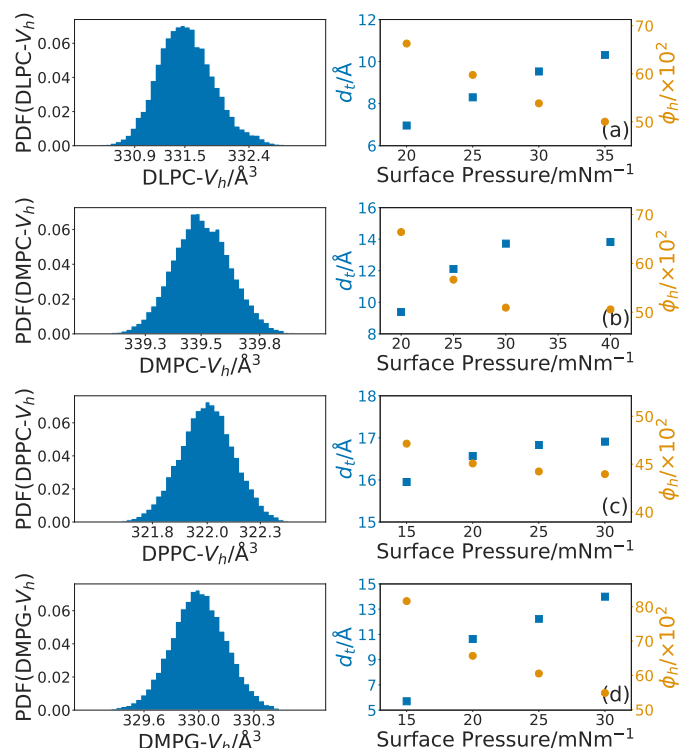 PDF(DLPC-Vₕ)
0.06
0.04
0.02
0.00
330.9 331.5 332.4
DLPC-Vₕ/Å³
dₜ/Å
12
10
8
6
20 25 30 35
Surface Pressure/mNm⁻¹
70
60
50
ϕₕ/×10²
(a)
PDF(DMPC-Vₕ)
0.06
0.04
0.02
0.00
339.3 339.5 339.8
DMPC-Vₕ/Å³
dₜ/Å
16
14
12
10
8
20 25 30 35 40
Surface Pressure/mNm⁻¹
70
60
50
ϕₕ/×10²
(b)
PDF(DPPC-Vₕ)
0.06
0.04
0.02
0.00
321.8 322.0 322.3
DPPC-Vₕ/Å³
dₜ/Å
18
17
16
15
15 20 25 30
Surface Pressure/mNm⁻¹
50
45
40
ϕₕ/×10²
(c)
PDF(DMPG-Vₕ)
0.06
0.04
0.02
0.00
329.6 330.0 330.4
DMPG-Vₕ/Å³
dₜ/Å
15
13
11
9
7
5
15 20 25 30
Surface Pressure/mNm⁻¹
80
70
60
50
ϕₕ/×10²
(d)